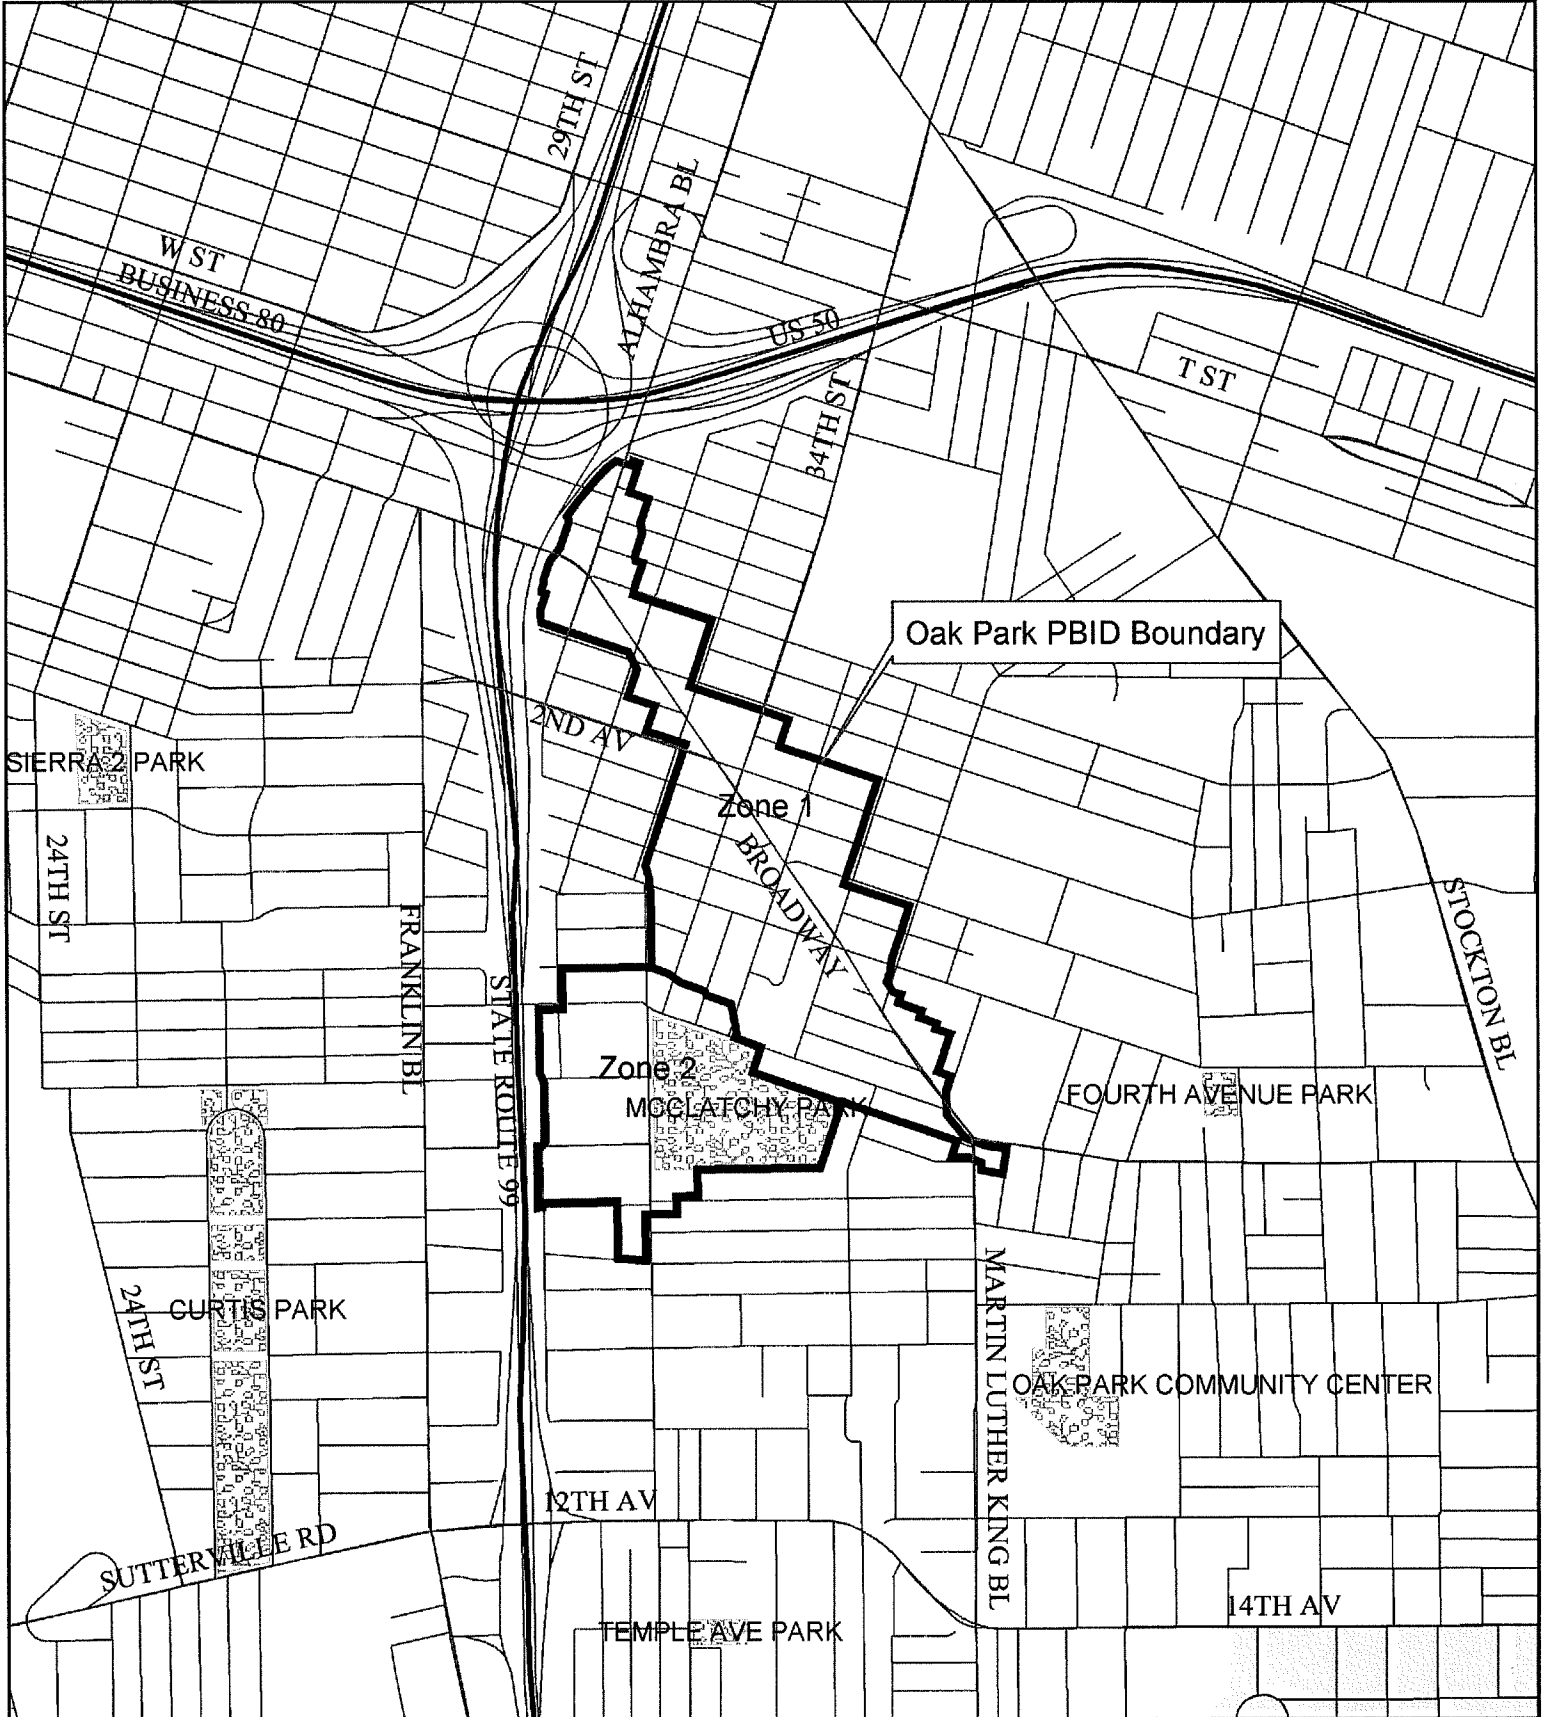 29TH ST
ALHAMBRA BL
W ST
BUSINESS 80
US 50
T ST
34TH ST
Oak Park PBID Boundary
2ND AV
SIERRA 2 PARK
Zone 1
24TH ST
BROADWAY
FRANKLIN BL
STOCKTON BL
STATE ROUTE 99
Zone 2
MCCLATCHY PARK
FOURTH AVENUE PARK
24TH ST
CURTIS PARK
MARTIN LUTHER KING BL
OAK PARK COMMUNITY CENTER
12TH AV
SUTTERVILLE RD
14TH AV
TEMPLE AVE PARK